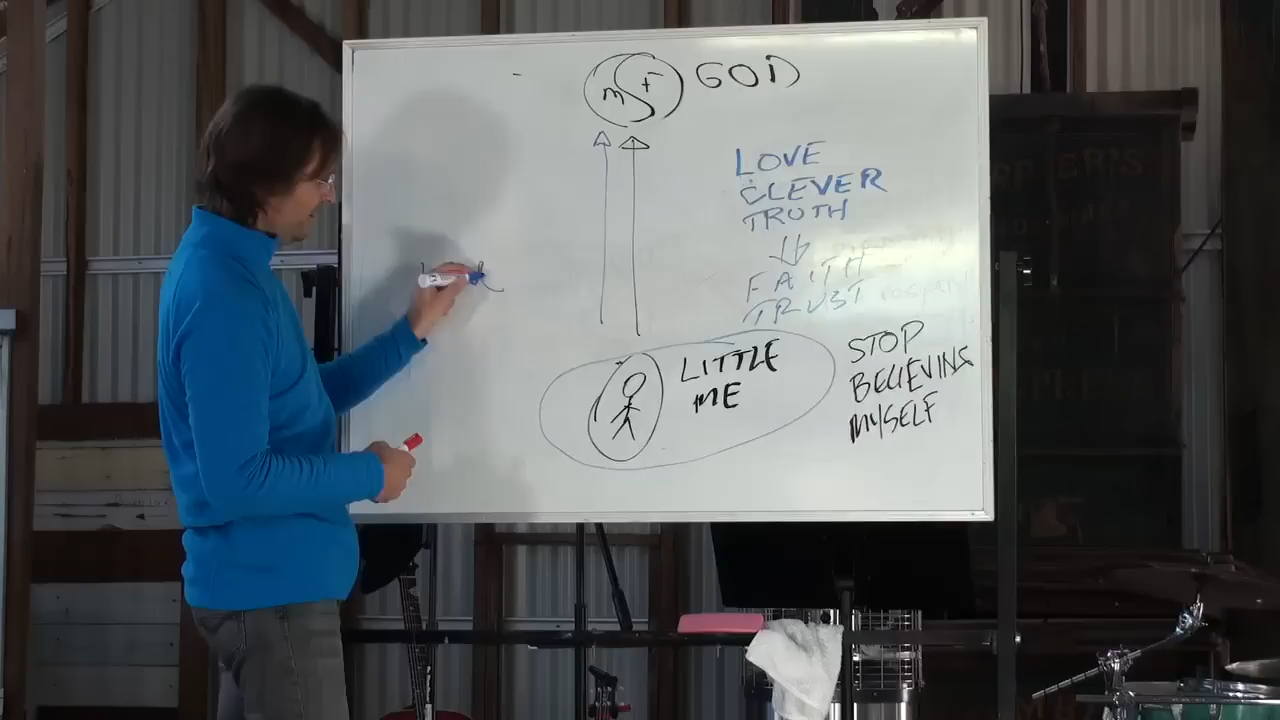 m F GOD
LOVE
CLEVER
TRUTH
FAITH
TRUST
LITTLE
ME
STOP
BELIEVING
MYSELF